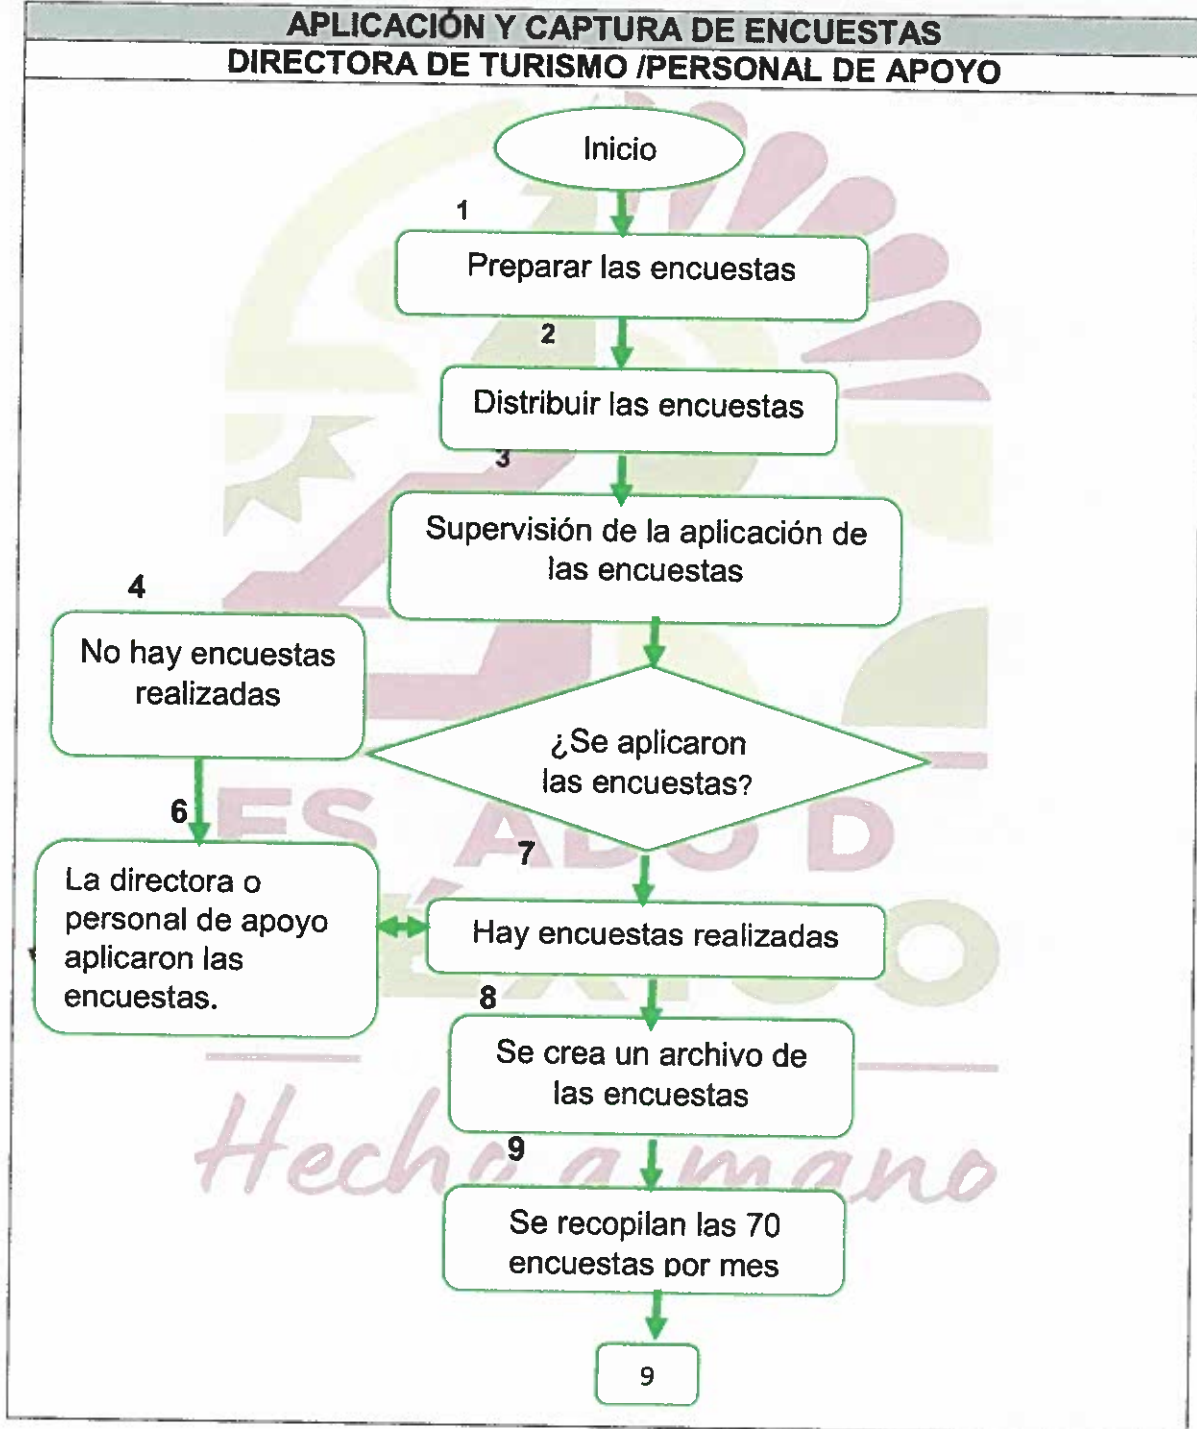 APLICACIÓN Y CAPTURA DE ENCUESTAS
DIRECTORA DE TURISMO /PERSONAL DE APOYO
Inicio
1
Preparar las encuestas
2
Distribuir las encuestas
3
Supervisión de la aplicación de
las encuestas
4
No hay encuestas
realizadas
¿Se aplicaron
las encuestas?
6
La directora o
personal de apoyo
aplicaron las
encuestas.
7
Hay encuestas realizadas
8
Se crea un archivo de
las encuestas
9
Se recopilan las 70
encuestas por mes
9
Hecho a mano